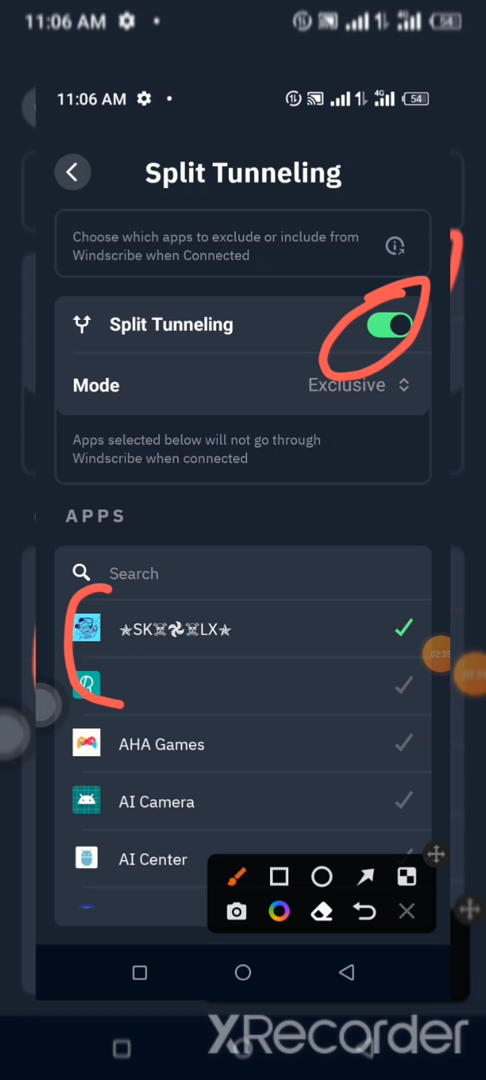 11:06 AM
54
11:06 AM
4G
54
Split Tunneling
Choose which apps to exclude or include from
Windscribe when Connected
Split Tunneling
Mode
Exclusive
Apps selected below will not go through
Windscribe when connected
APPS
Search
✯SK☠️LX✯
AHA Games
AI Camera
AI Center
XRecorder